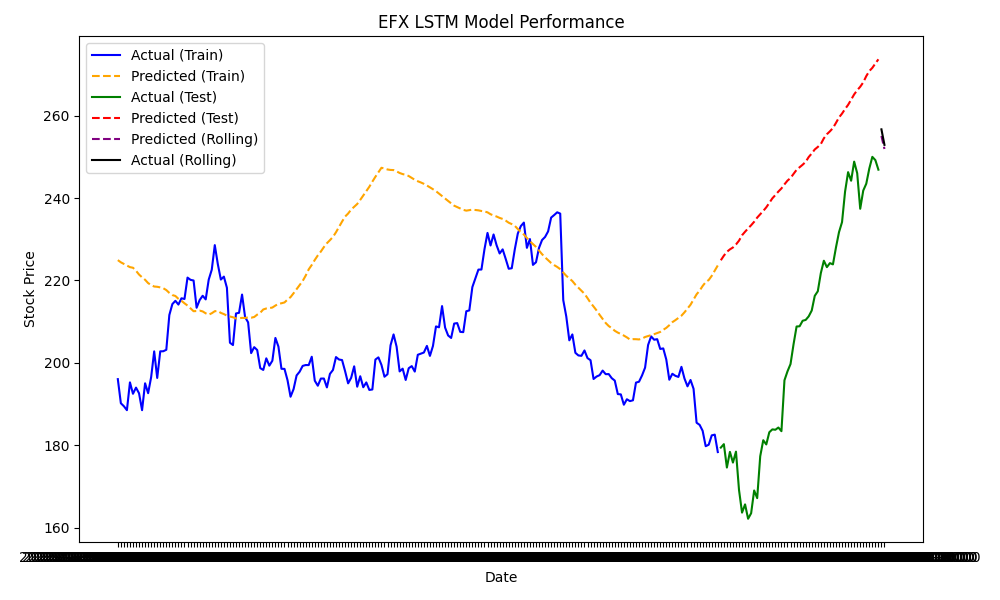 EFX LSTM Model Performance
Actual (Train)
Predicted (Train)
Actual (Test)
Predicted (Test)
Predicted (Rolling)
Actual (Rolling)
Stock Price
260
240
220
200
180
160
Date